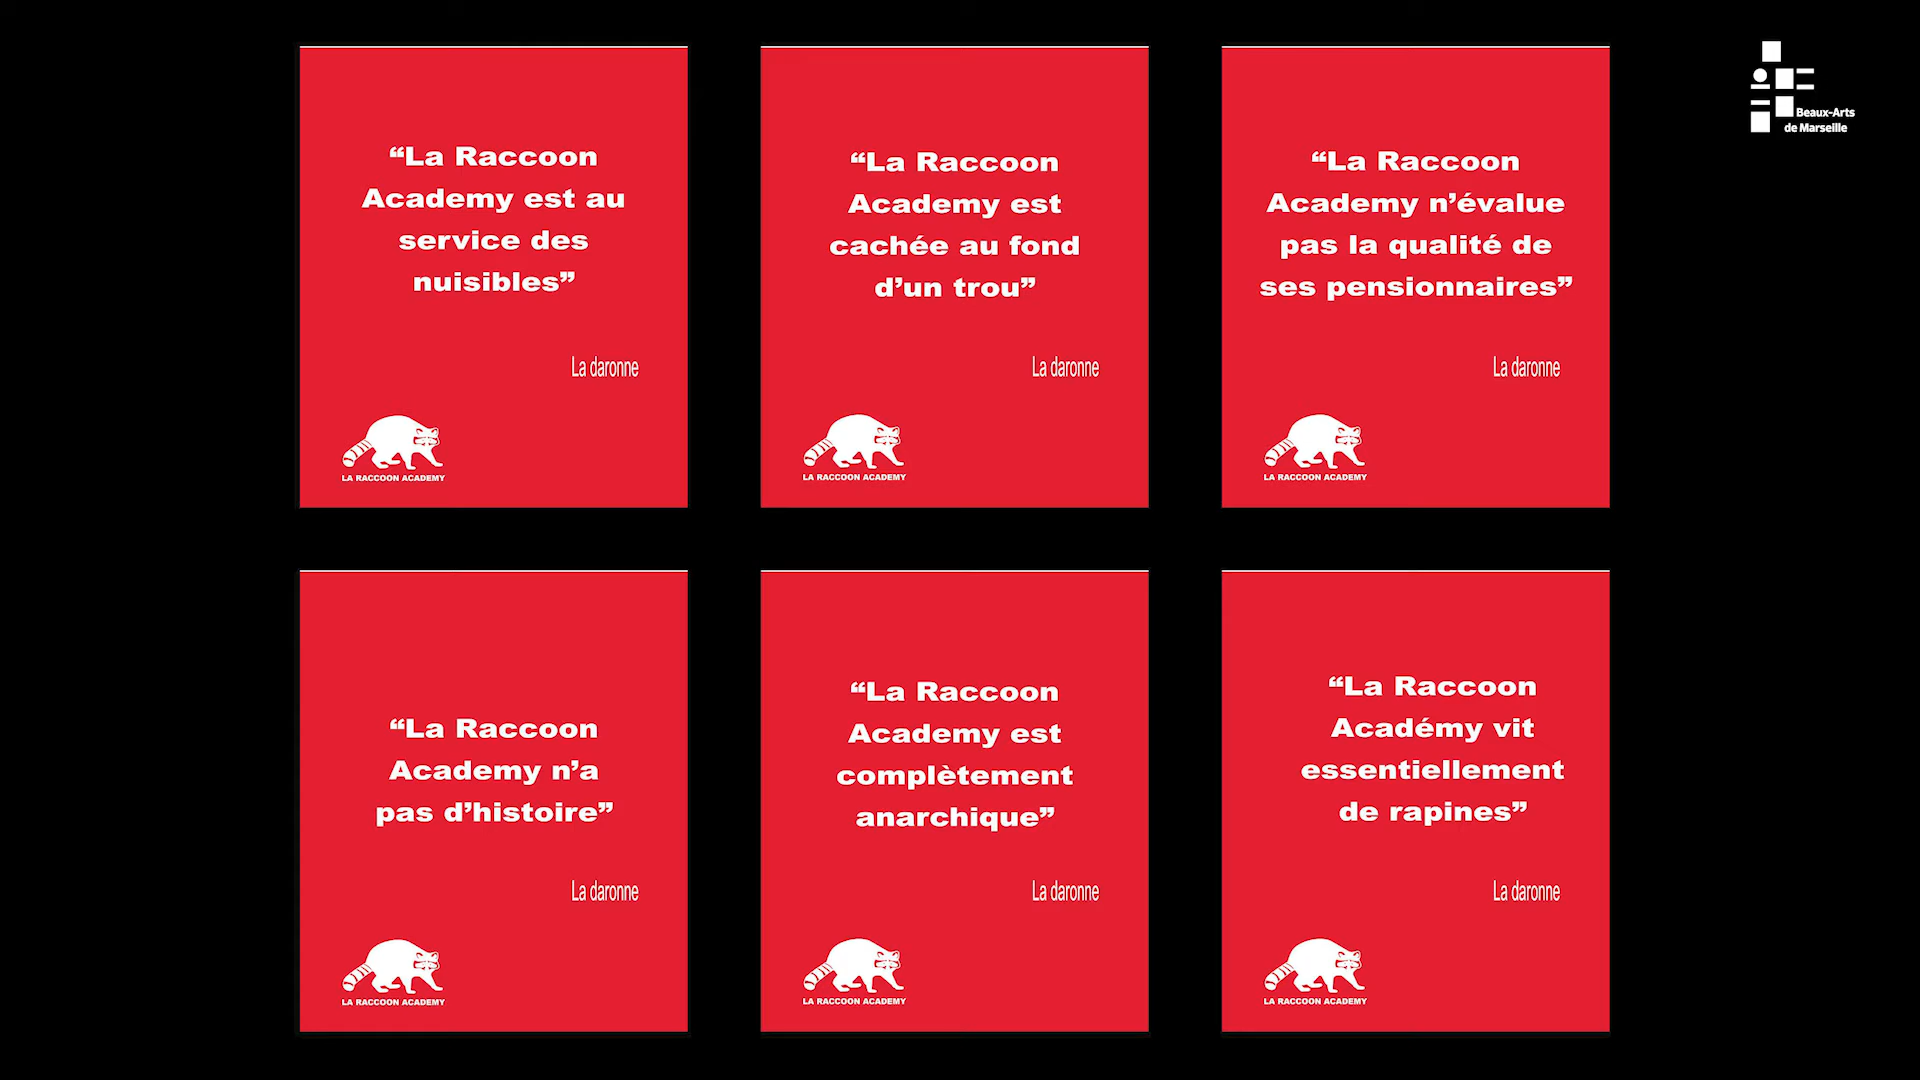 “La Raccoon
Academy est au
service des
nuisibles”
La daronne
LA RACCOON ACADEMY
“La Raccoon
Academy est
cachée au fond
d’un trou”
La daronne
LA RACCOON ACADEMY
“La Raccoon
Academy n’évalue
pas la qualité de
ses pensionnaires”
La daronne
LA RACCOON ACADEMY
Beaux-Arts
de Marseille
“La Raccoon
Academy n’a
pas d’histoire”
La daronne
LA RACCOON ACADEMY
“La Raccoon
Academy est
complètement
anarchique”
La daronne
LA RACCOON ACADEMY
“La Raccoon
Académy vit
essentiellement
de rapines”
La daronne
LA RACCOON ACADEMY